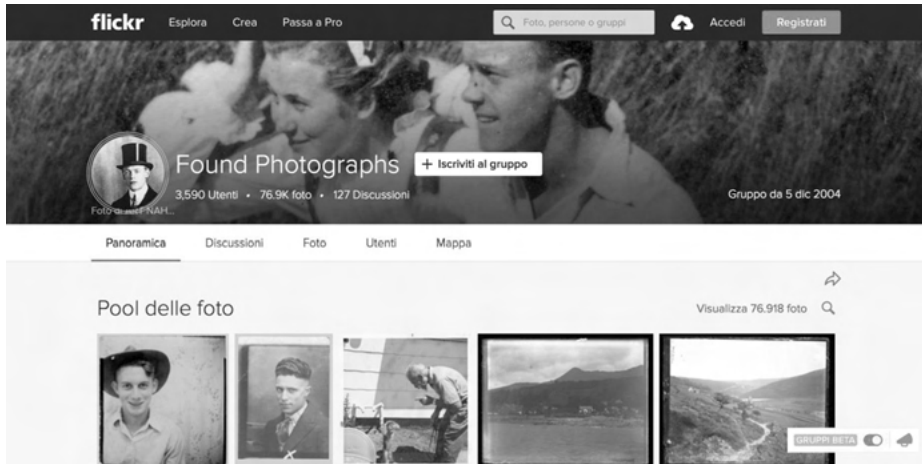 flickr Esplora Crea Passa a Pro Foto, persone o gruppi Accedi Registrati
Found Photographs + Iscriviti al gruppo
3,590 Utenti • 76.9K foto • 127 Discussioni Gruppo da 5 dic 2004
Foto di
Panoramica Discussioni Foto Utenti Mappa
Pool delle foto Visualizza 76.918 foto
GRUPPI BETA